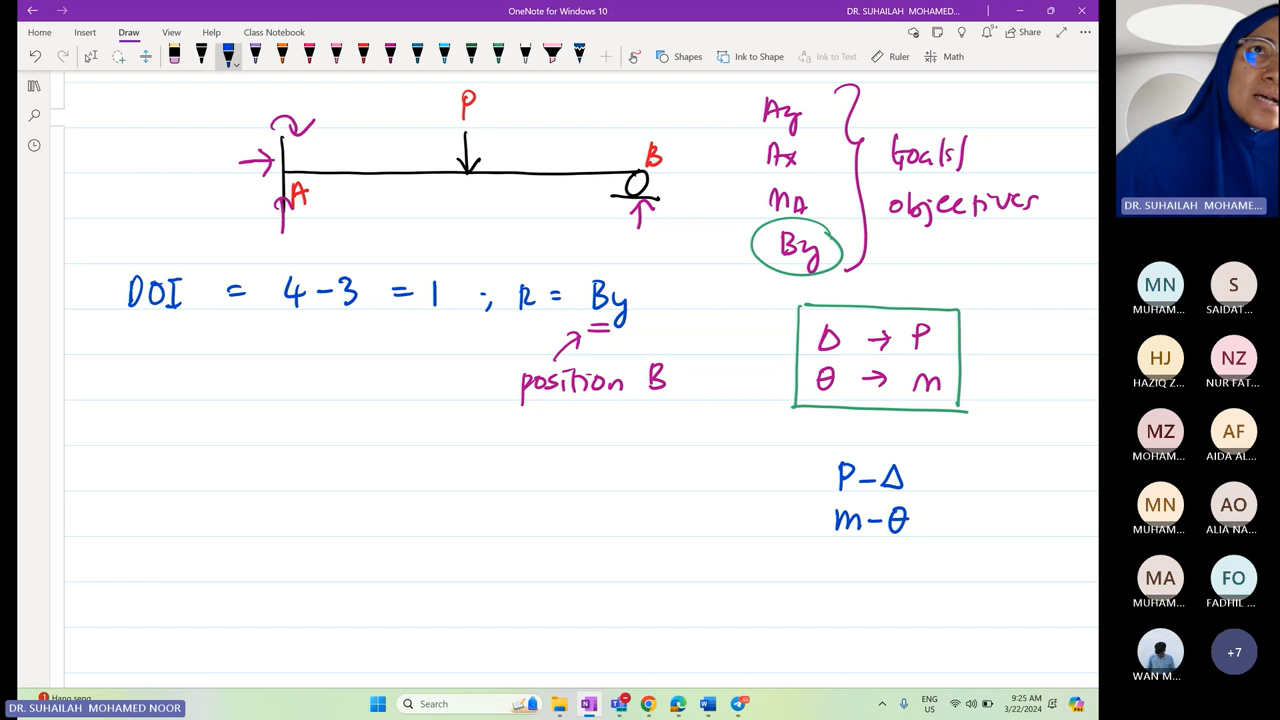 OneNote for Windows 10
DR. SUHAILAH MOHAMED...
Home Insert Draw View Help Class Notebook
Share
Shapes Ink to Shape Ink to Text Ruler Math
P
A
B
Ay
Ax
MA
By
Goals/
objectives
DOI = 4 - 3 = 1 ; R = By
position B
Δ → P
θ → M
P - Δ
M - θ
DR. SUHAILAH MOHAME...
MN
MUHAM...
S
SAIDAT...
HJ
HAZIQ Z...
NZ
NUR FAT...
MZ
MOHAM...
AF
AIDA AL...
MN
MUHAM...
AO
ALIA NA...
MA
MUHAM...
FO
FADHIL ...
WAN M...
+7
Hang seng
DR. SUHAILAH MOHAMED NOOR
Search
ENG
US
9:25 AM
3/22/2024